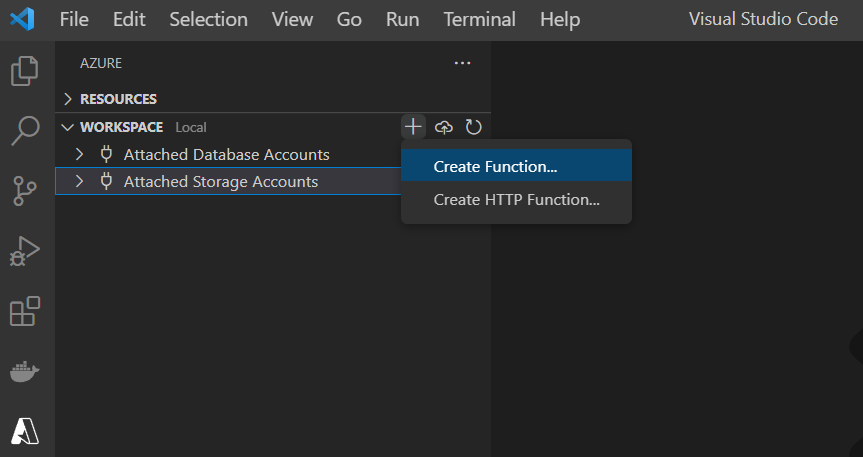 File Edit Selection View Go Run Terminal Help Visual Studio Code
AZURE ...
RESOURCES
WORKSPACE Local
Attached Database Accounts
Attached Storage Accounts
Create Function...
Create HTTP Function...